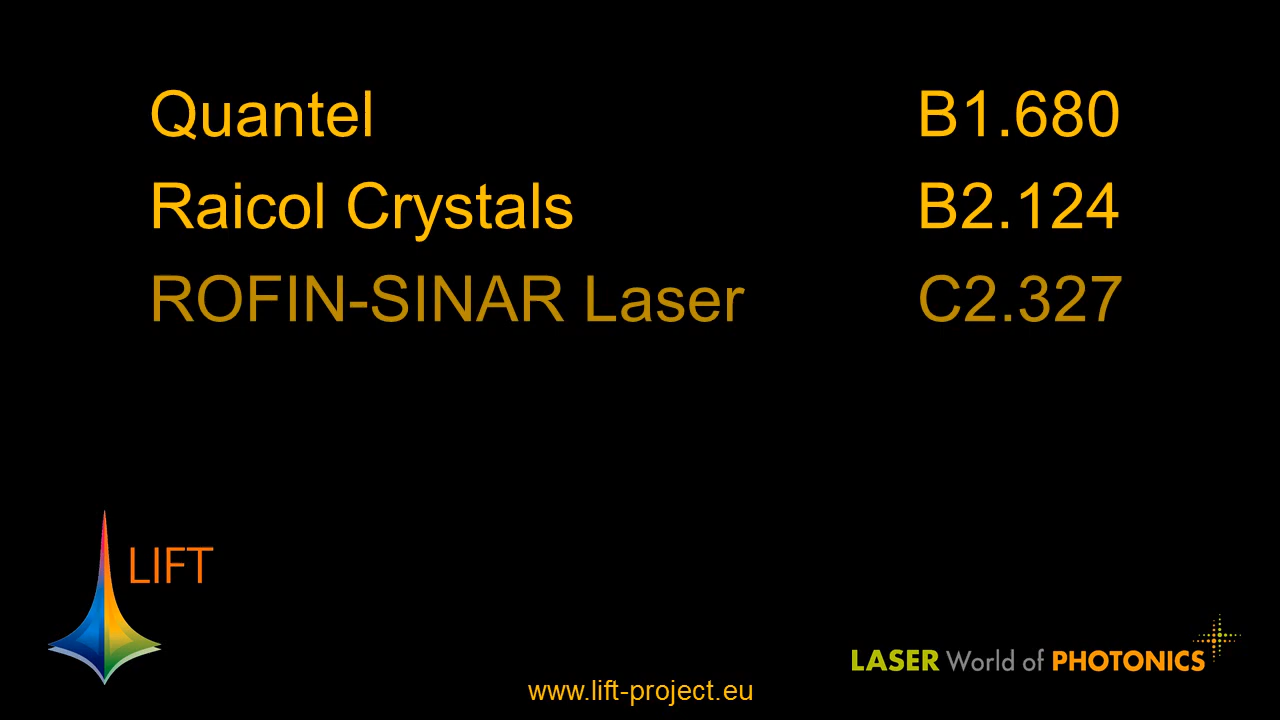 Quantel B1.680
Raicol Crystals B2.124
ROFIN-SINAR Laser C2.327
LIFT
LASER World of PHOTONICS
www.lift-project.eu